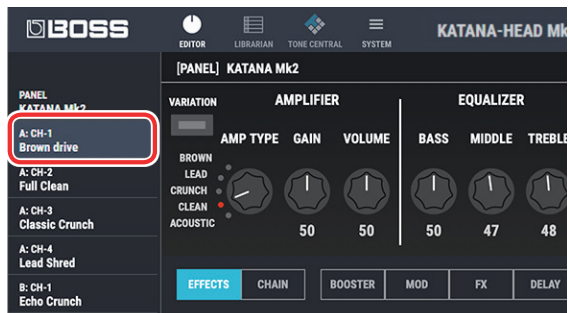 BOSS
EDITOR
LIBRARIAN
TONE CENTRAL
SYSTEM
KATANA-HEAD Mk
[PANEL] KATANA Mk2
PANEL
KATANA Mk2
A: CH-1
Brown drive
A: CH-2
Full Clean
A: CH-3
Classic Crunch
A: CH-4
Lead Shred
B: CH-1
Echo Crunch
VARIATION
AMPLIFIER
AMP TYPE GAIN VOLUME
BROWN
LEAD
CRUNCH
CLEAN
ACOUSTIC
50 50
EQUALIZER
BASS MIDDLE TREBLE
50 47 48
EFFECTS CHAIN BOOSTER MOD FX DELAY